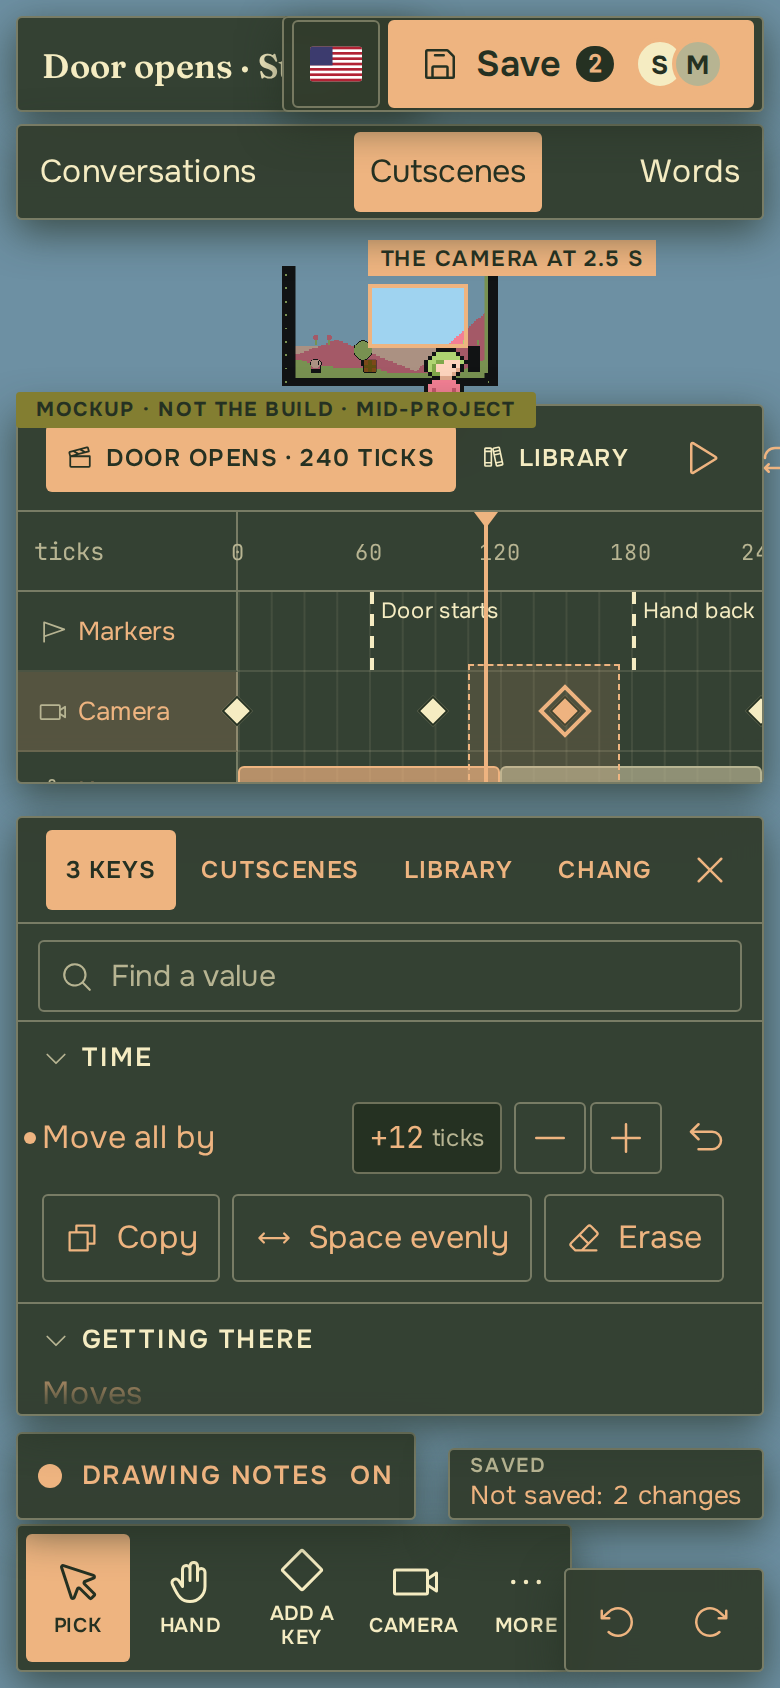 Door opens ·
Save 2 S M
Conversations Cutscenes Words
THE CAMERA AT 2.5 S
MOCKUP · NOT THE BUILD · MID-PROJECT
DOOR OPENS · 240 TICKS LIBRARY
ticks 0 60 120 180
Markers Door starts Hand back
Camera
3 KEYS CUTSCENES LIBRARY CHANG
Find a value
TIME
Move all by +12 ticks
Copy Space evenly Erase
GETTING THERE
Moves
DRAWING NOTES ON
SAVED
Not saved: 2 changes
PICK HAND ADD A KEY CAMERA MORE